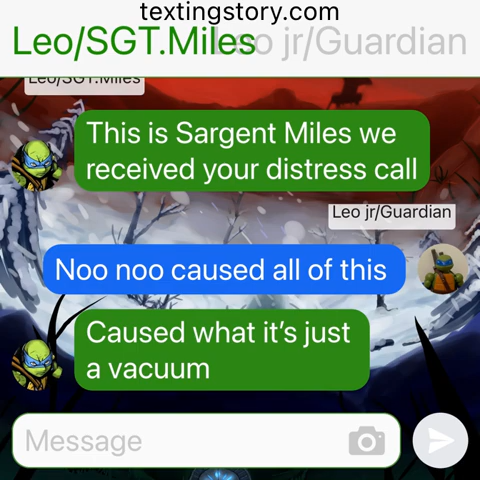 textingstory.com
Leo/SGT.Miles
Leo jr/Guardian
Leo/SGT.Miles
This is Sargent Miles we
received your distress call
Leo jr/Guardian
Noo noo caused all of this
Caused what it’s just
a vacuum
Message